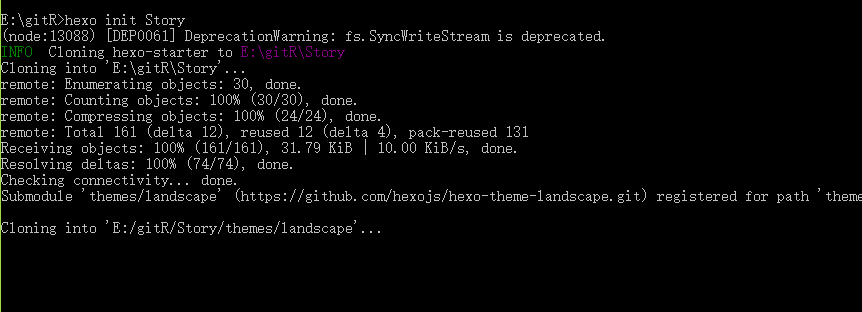 E:\gitR>hexo init Story
(node:13088) [DEP0061] DeprecationWarning: fs.SyncWriteStream is deprecated.
INFO  Cloning hexo-starter to E:\gitR\Story
Cloning into 'E:\gitR\Story'...
remote: Enumerating objects: 30, done.
remote: Counting objects: 100% (30/30), done.
remote: Compressing objects: 100% (24/24), done.
remote: Total 161 (delta 12), reused 12 (delta 4), pack-reused 131
Receiving objects: 100% (161/161), 31.79 KiB | 10.00 KiB/s, done.
Resolving deltas: 100% (74/74), done.
Checking connectivity... done.
Submodule 'themes/landscape' (https://github.com/hexojs/hexo-theme-landscape.git) registered for path 'theme
Cloning into 'E:/gitR/Story/themes/landscape'...